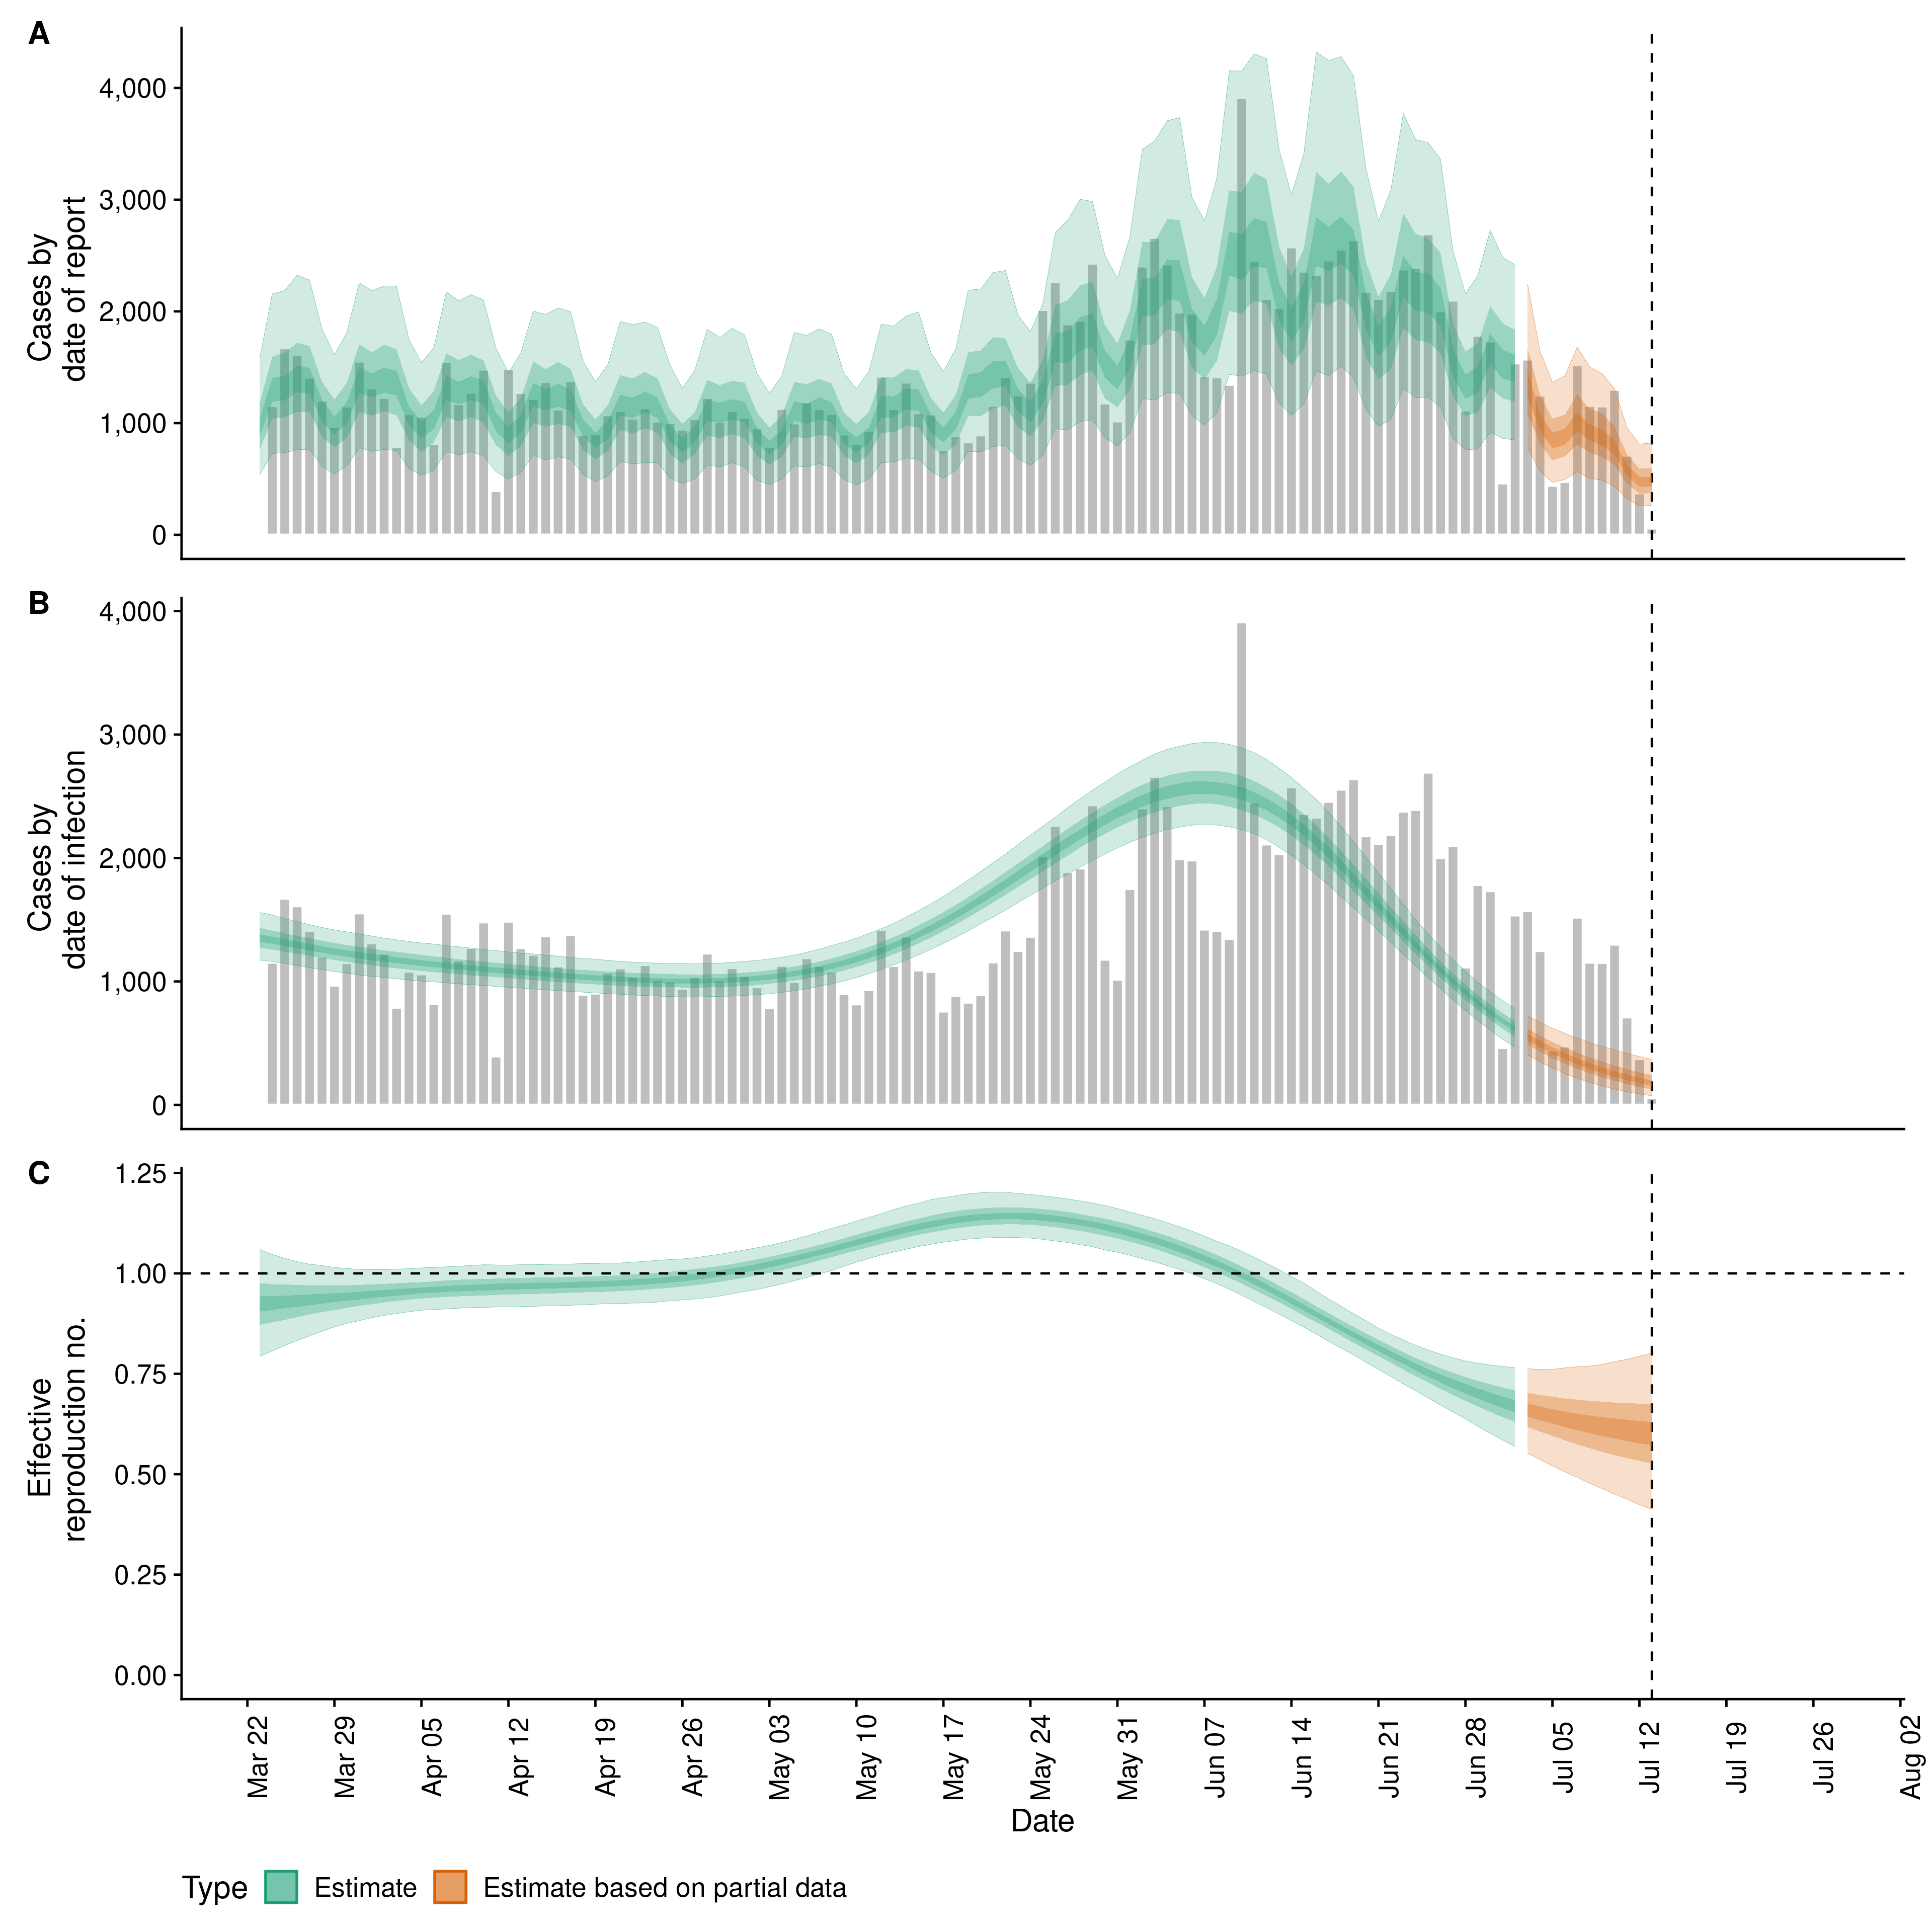 A
Cases by
date of report
4,000
3,000
2,000
1,000
0
B
Cases by
date of infection
4,000
3,000
2,000
1,000
0
C
Effective
reproduction no.
1.25
1.00
0.75
0.50
0.25
0.00
Mar 22
Mar 29
Apr 05
Apr 12
Apr 19
Apr 26
May 03
May 10
May 17
May 24
May 31
Jun 07
Jun 14
Jun 21
Jun 28
Jul 05
Jul 12
Jul 19
Jul 26
Aug 02
Date
Type Estimate Estimate based on partial data